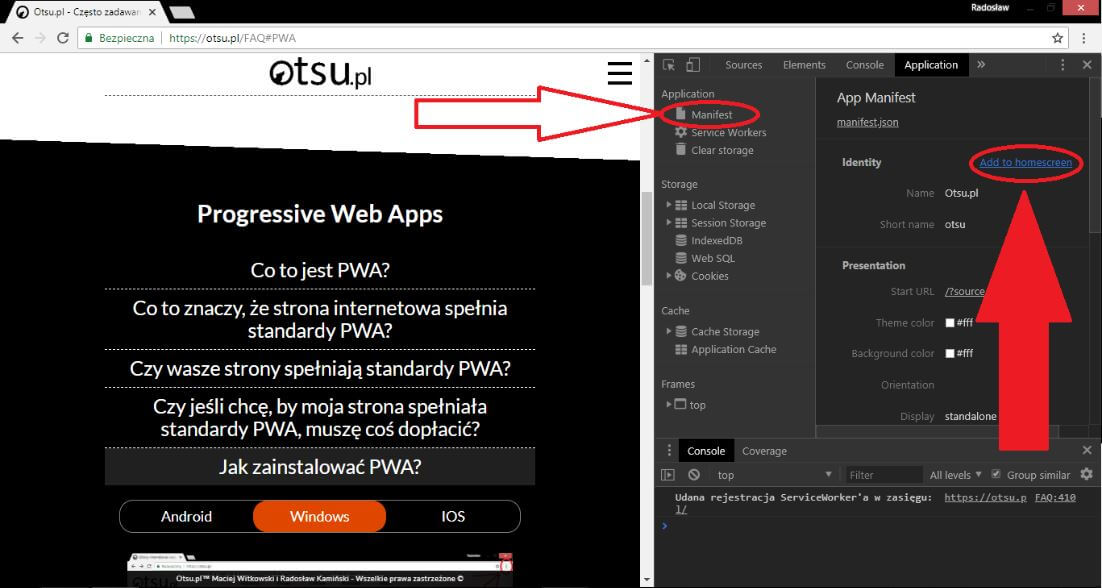 Otsu.pl - Często zadawan
Radosław
Bezpieczna
https://otsu.pl/FAQ#PWA
otsu.pl
Progressive Web Apps
Co to jest PWA?
Co to znaczy, że strona internetowa spełnia
standardy PWA?
Czy wasze strony spełniają standardy PWA?
Czy jeśli chcę, by moja strona spełniała
standardy PWA, muszę coś dopłacić?
Jak zainstalować PWA?
Android Windows IOS
Otsu.pl™ Maciej Witkowski i Radosław Kamiński - Wszelkie prawa zastrzeżone ©
Sources Elements Console Application »
Application
Manifest
Service Workers
Clear storage
Storage
Local Storage
Session Storage
IndexedDB
Web SQL
Cookies
Cache
Cache Storage
Application Cache
Frames
top
App Manifest
manifest.json
Identity Add to homescreen
Name Otsu.pl
Short name otsu
Presentation
Start URL /?source
Theme color #fff
Background color #fff
Orientation
Display standalone
Console Coverage
top Filter All levels Group similar
Udana rejestracja ServiceWorker'a w zasięgu: https://otsu.p FAQ:410
l/